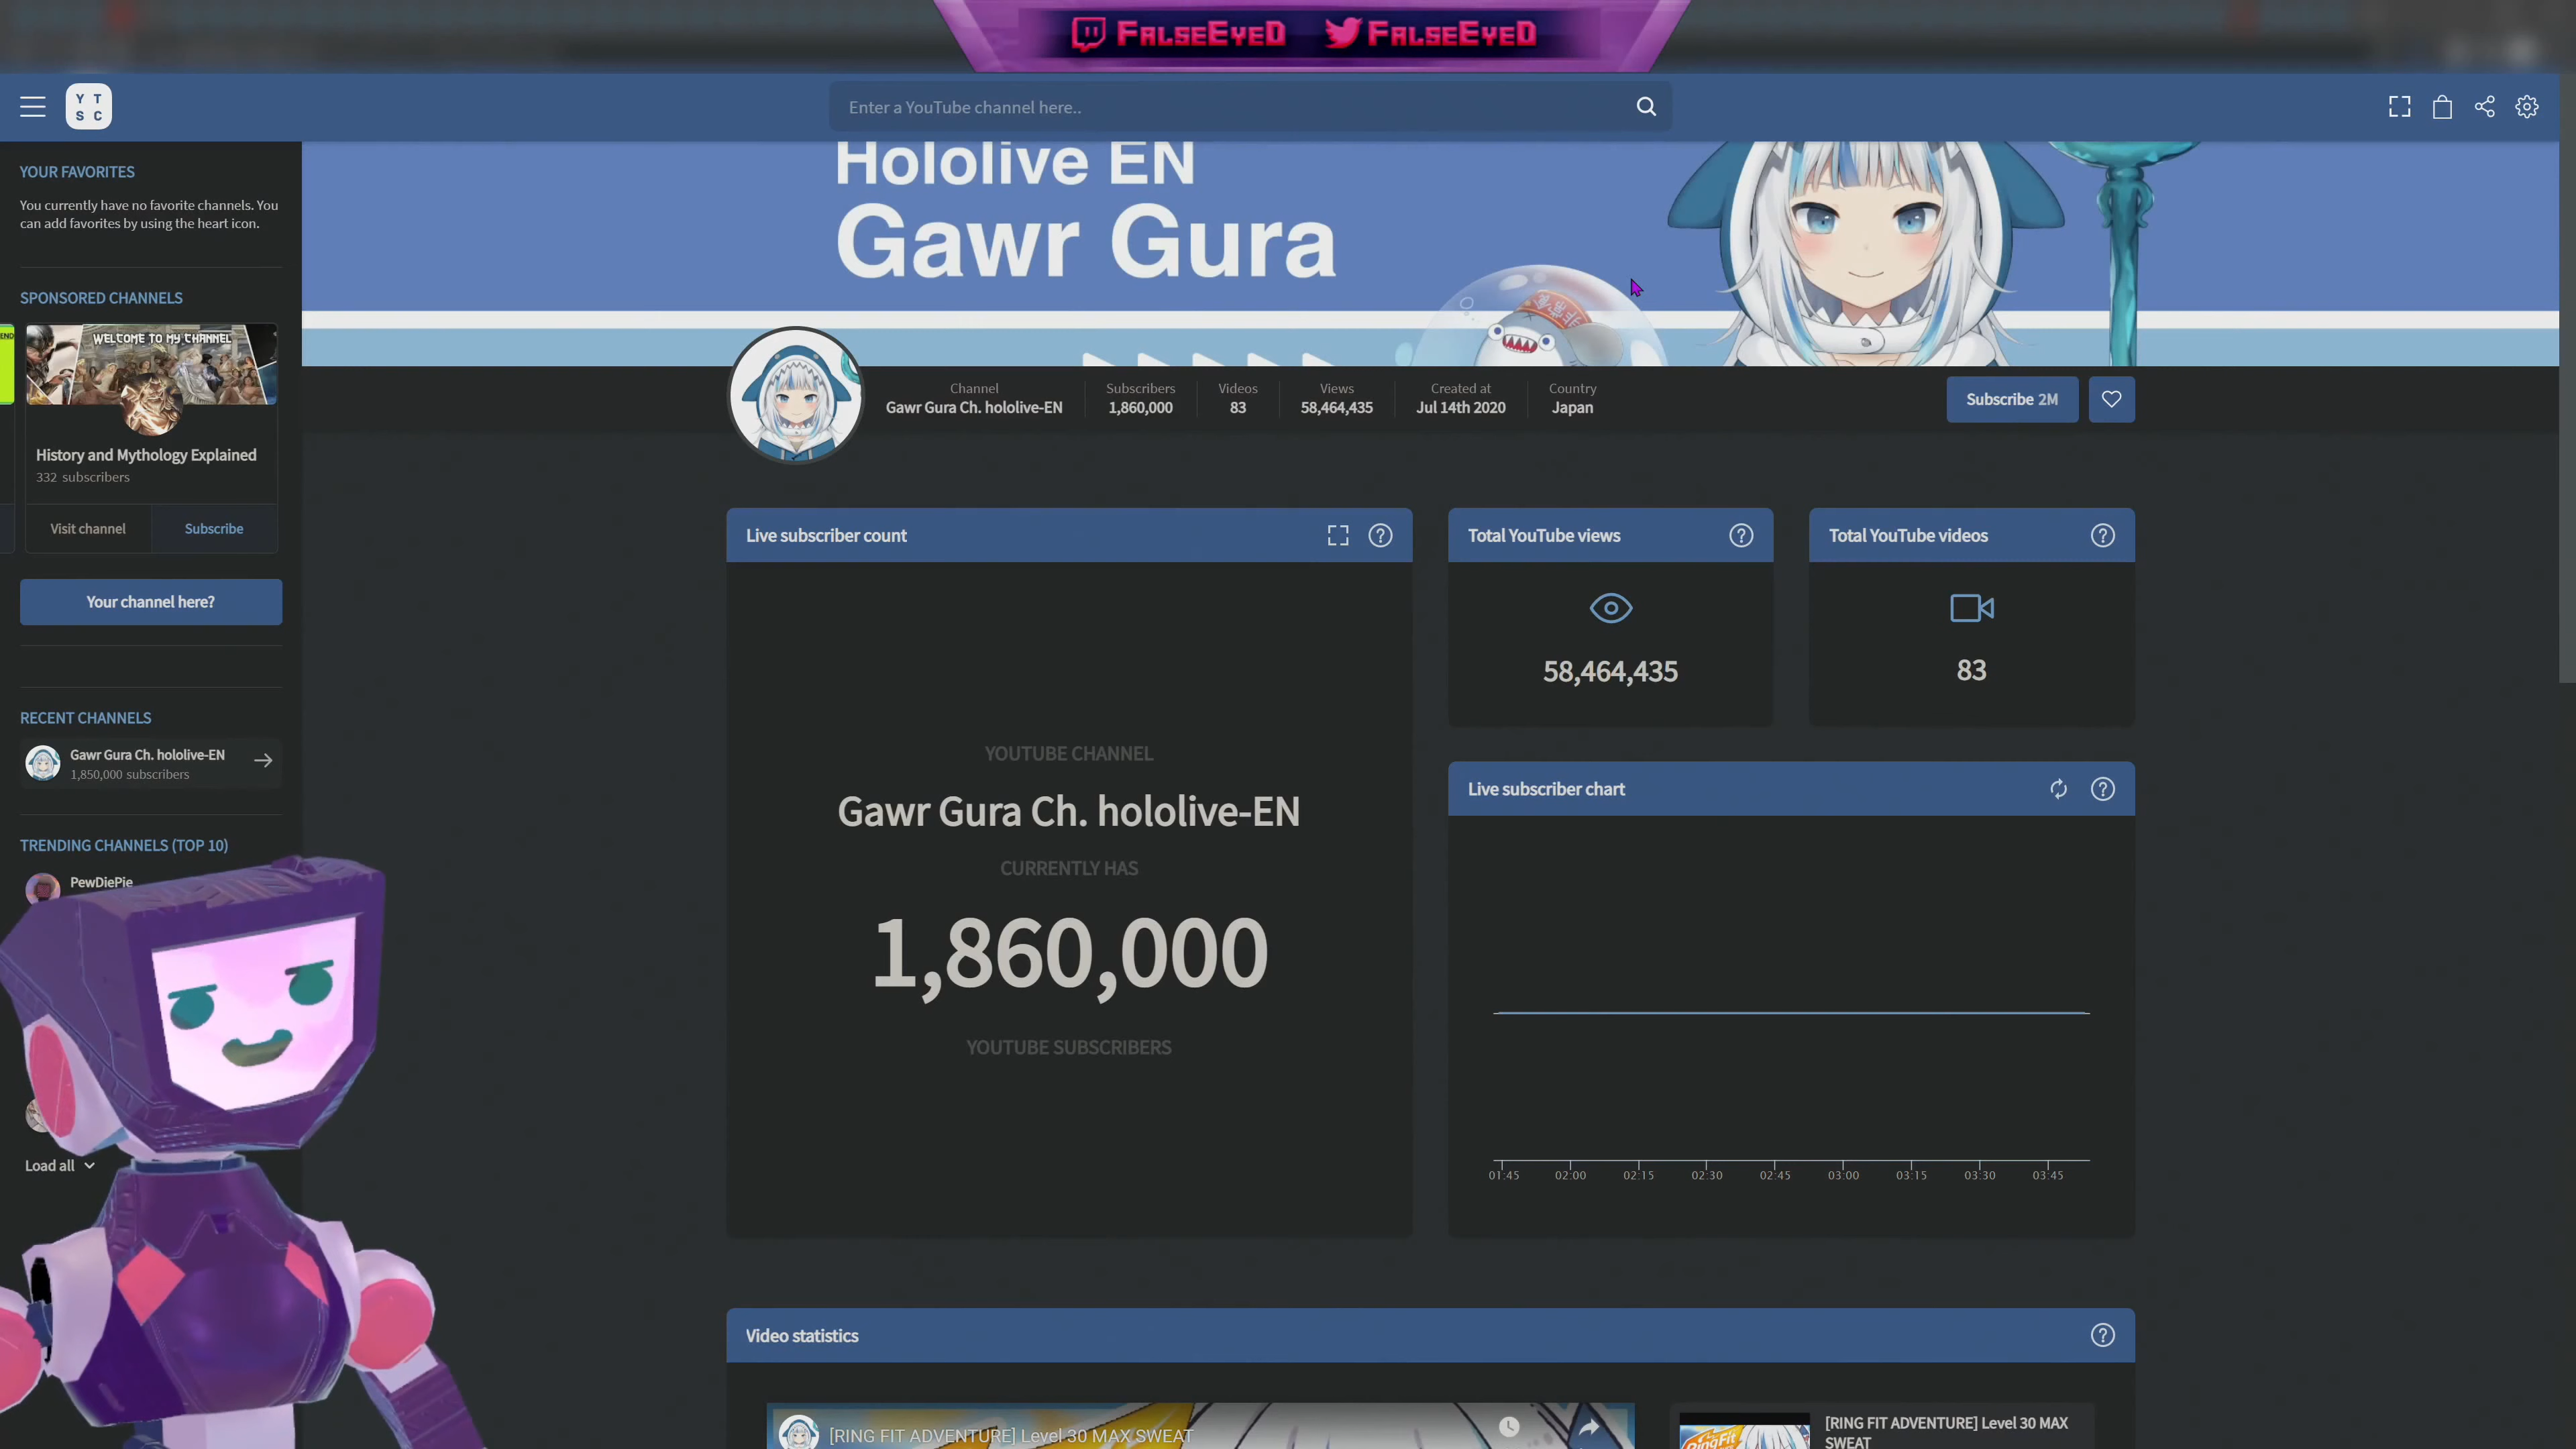 FalseEyeD FalseEyeD
Y T
S C
Enter a YouTube channel here..
YOUR FAVORITES
You currently have no favorite channels. You
can add favorites by using the heart icon.
SPONSORED CHANNELS
END
WELCOME TO MY CHANNEL
History and Mythology Explained
332 subscribers
Visit channel Subscribe
Your channel here?
RECENT CHANNELS
Gawr Gura Ch. hololive-EN
1,850,000 subscribers
TRENDING CHANNELS (TOP 10)
PewDiePie
Load all
Hololive EN
Gawr Gura
Channel Subscribers Videos Views Created at Country
Gawr Gura Ch. hololive-EN 1,860,000 83 58,464,435 Jul 14th 2020 Japan
Subscribe 2M
Live subscriber count
YOUTUBE CHANNEL
Gawr Gura Ch. hololive-EN
CURRENTLY HAS
1,860,000
YOUTUBE SUBSCRIBERS
Total YouTube views
58,464,435
Total YouTube videos
83
Live subscriber chart
01:45 02:00 02:15 02:30 02:45 03:00 03:15 03:30 03:45
Video statistics
[RING FIT ADVENTURE] Level 30 MAX SWEAT
RingFit
[RING FIT ADVENTURE] Level 30 MAX
SWEAT